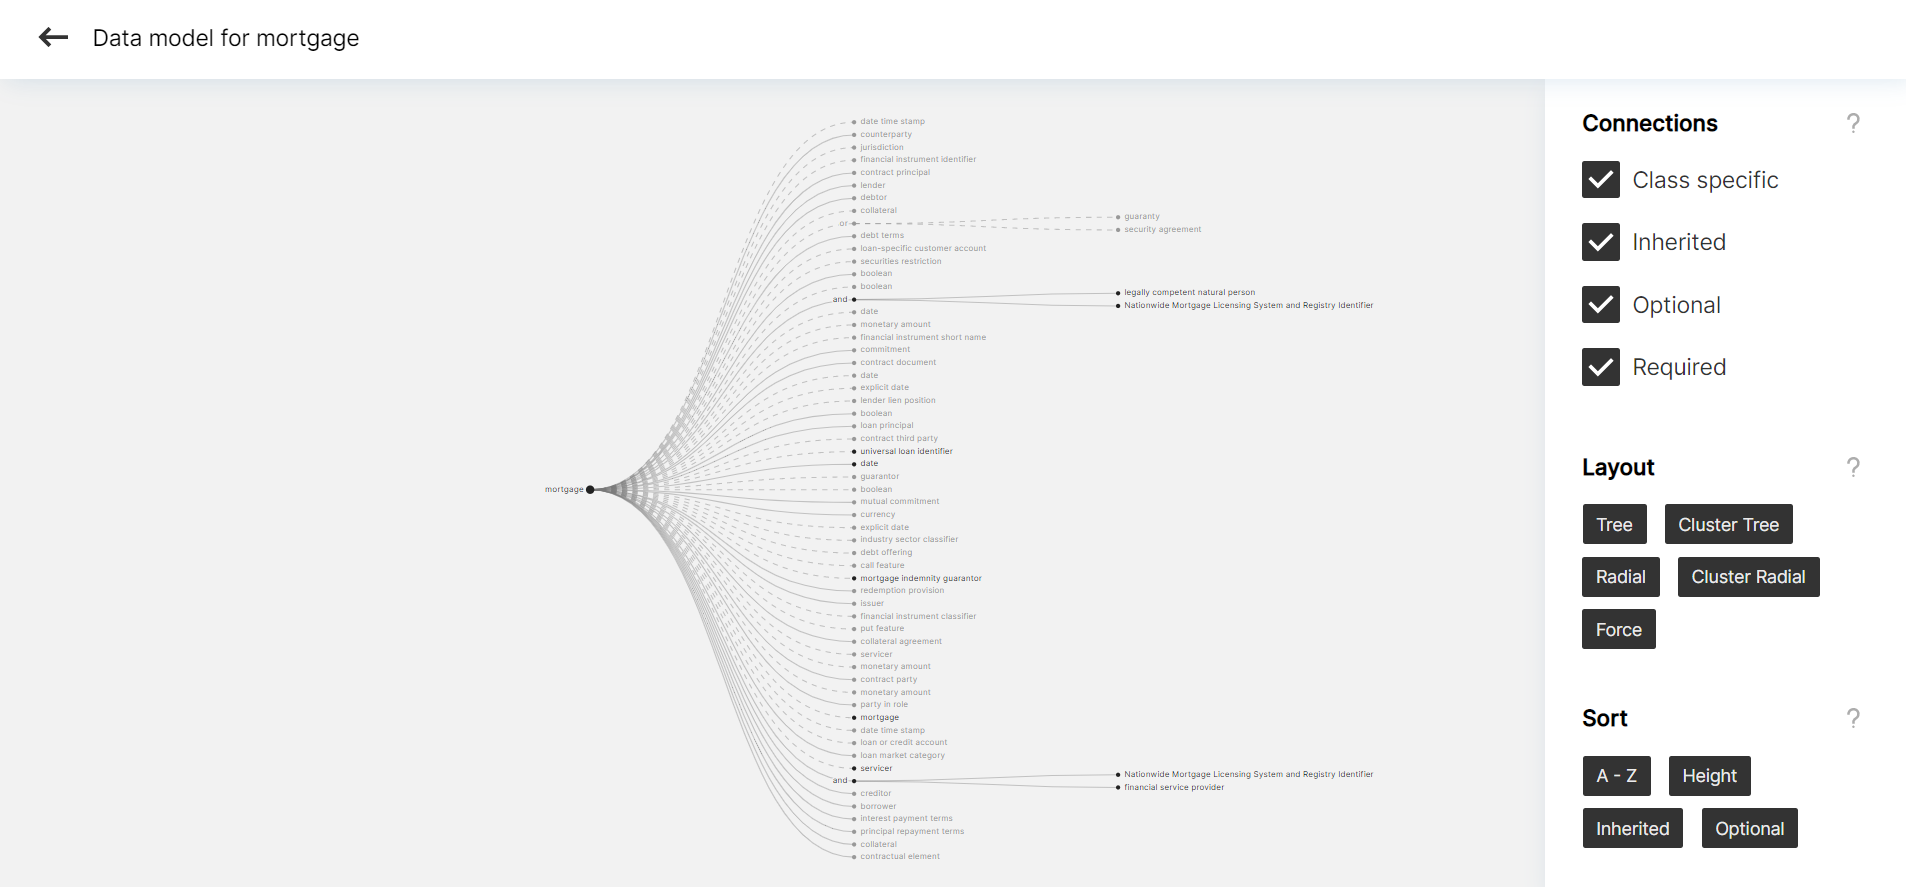 Data model for mortgage
date time stamp
counterparty
jurisdiction
financial instrument identifier
contract principal
lender
debtor
collateral
or
guaranty
security agreement
debt terms
loan-specific customer account
securities restriction
boolean
boolean
and
legally competent natural person
Nationwide Mortgage Licensing System and Registry Identifier
date
monetary amount
financial instrument short name
commitment
contract document
date
explicit date
lender lien position
boolean
loan principal
contract third party
universal loan identifier
date
guarantor
mortgage
boolean
mutual commitment
currency
explicit date
industry sector classifier
debt offering
call feature
mortgage indemnity guarantor
redemption provision
issuer
financial instrument classifier
put feature
collateral agreement
servicer
monetary amount
contract party
monetary amount
party in role
mortgage
date time stamp
loan or credit account
loan market category
servicer
and
Nationwide Mortgage Licensing System and Registry Identifier
financial service provider
creditor
borrower
interest payment terms
principal repayment terms
collateral
contractual element
Connections ?
Class specific
Inherited
Optional
Required
Layout ?
Tree Cluster Tree
Radial Cluster Radial
Force
Sort ?
A - Z Height
Inherited Optional